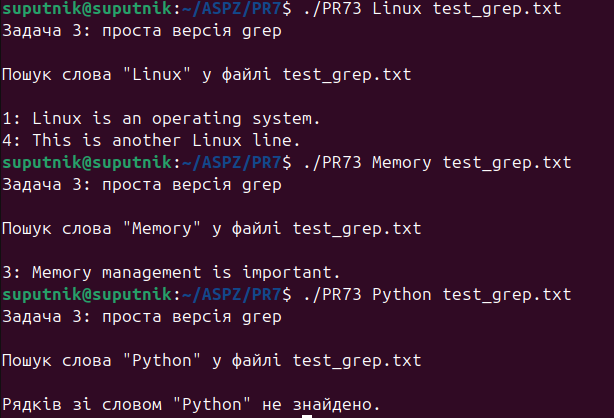 suputnik@suputnik:~/ASPZ/PR7$ ./PR73 Linux test_grep.txt
Задача 3: проста версія grep
Пошук слова "Linux" у файлі test_grep.txt
1: Linux is an operating system.
4: This is another Linux line.
suputnik@suputnik:~/ASPZ/PR7$ ./PR73 Memory test_grep.txt
Задача 3: проста версія grep
Пошук слова "Memory" у файлі test_grep.txt
3: Memory management is important.
suputnik@suputnik:~/ASPZ/PR7$ ./PR73 Python test_grep.txt
Задача 3: проста версія grep
Пошук слова "Python" у файлі test_grep.txt
Рядків зі словом "Python" не знайдено.